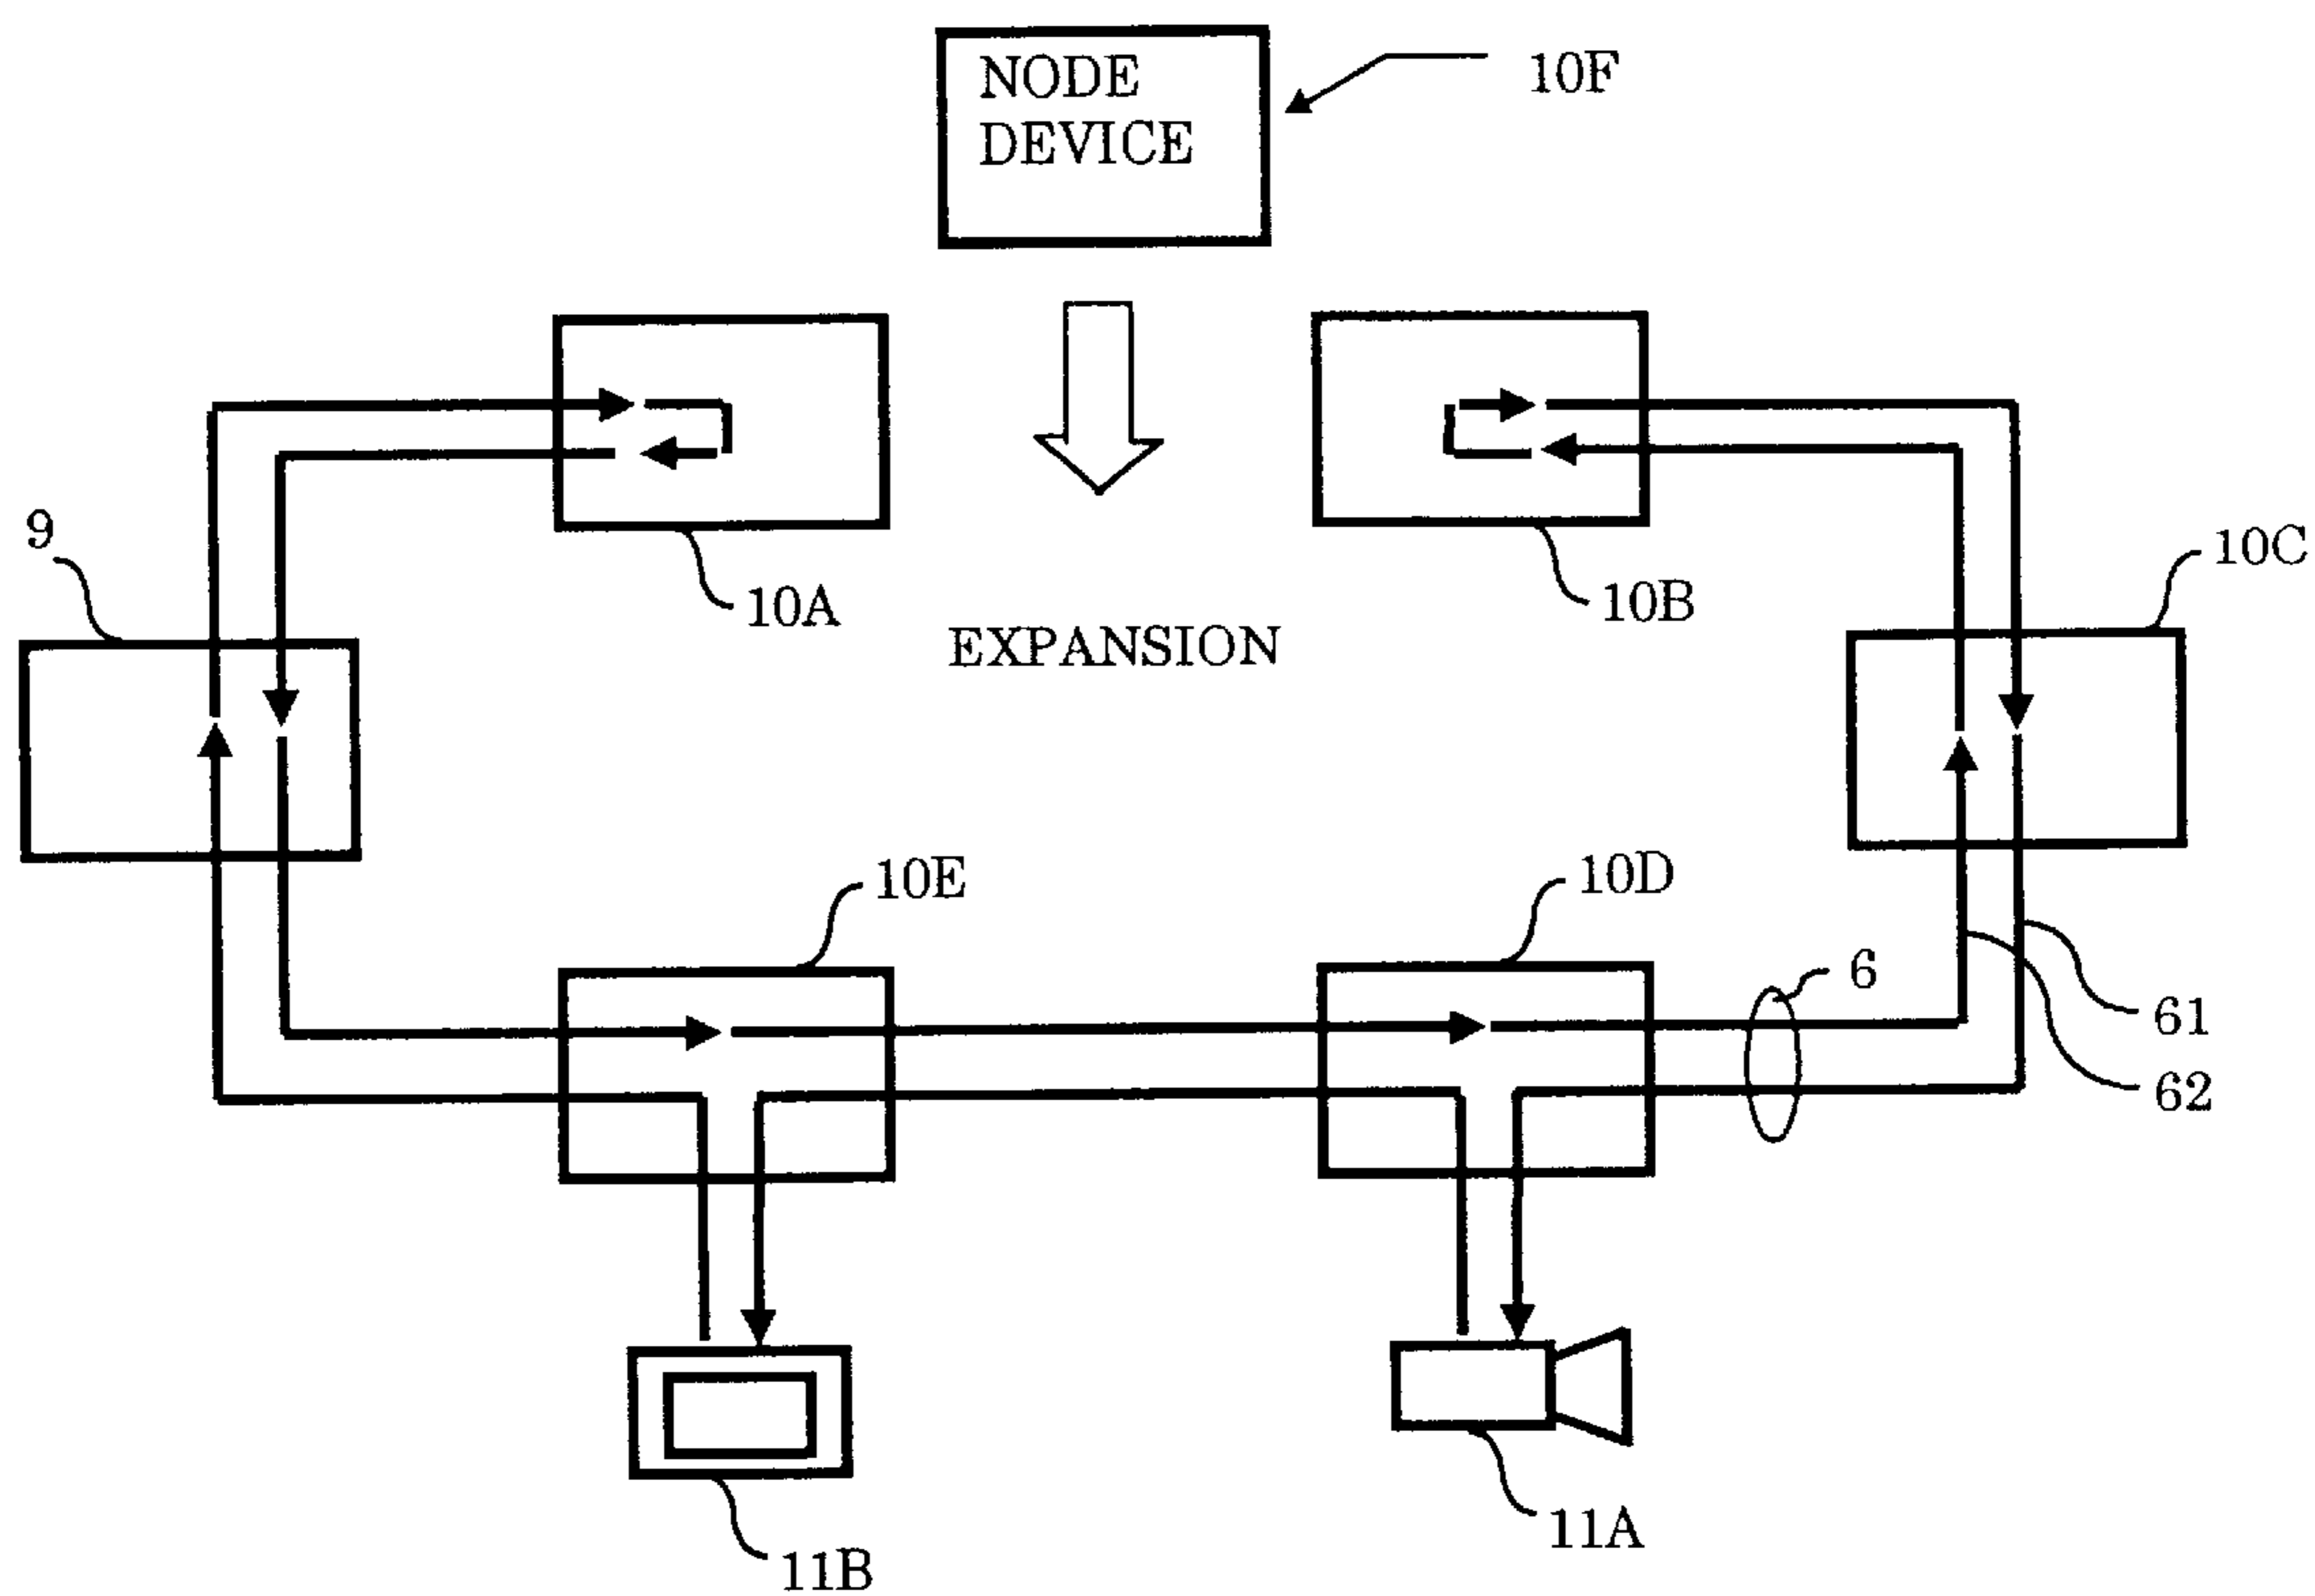 NODE
DEVICE
10F
9
10A
10B
10C
EXPANSION
10E
10D
6
61
62
11A
11B